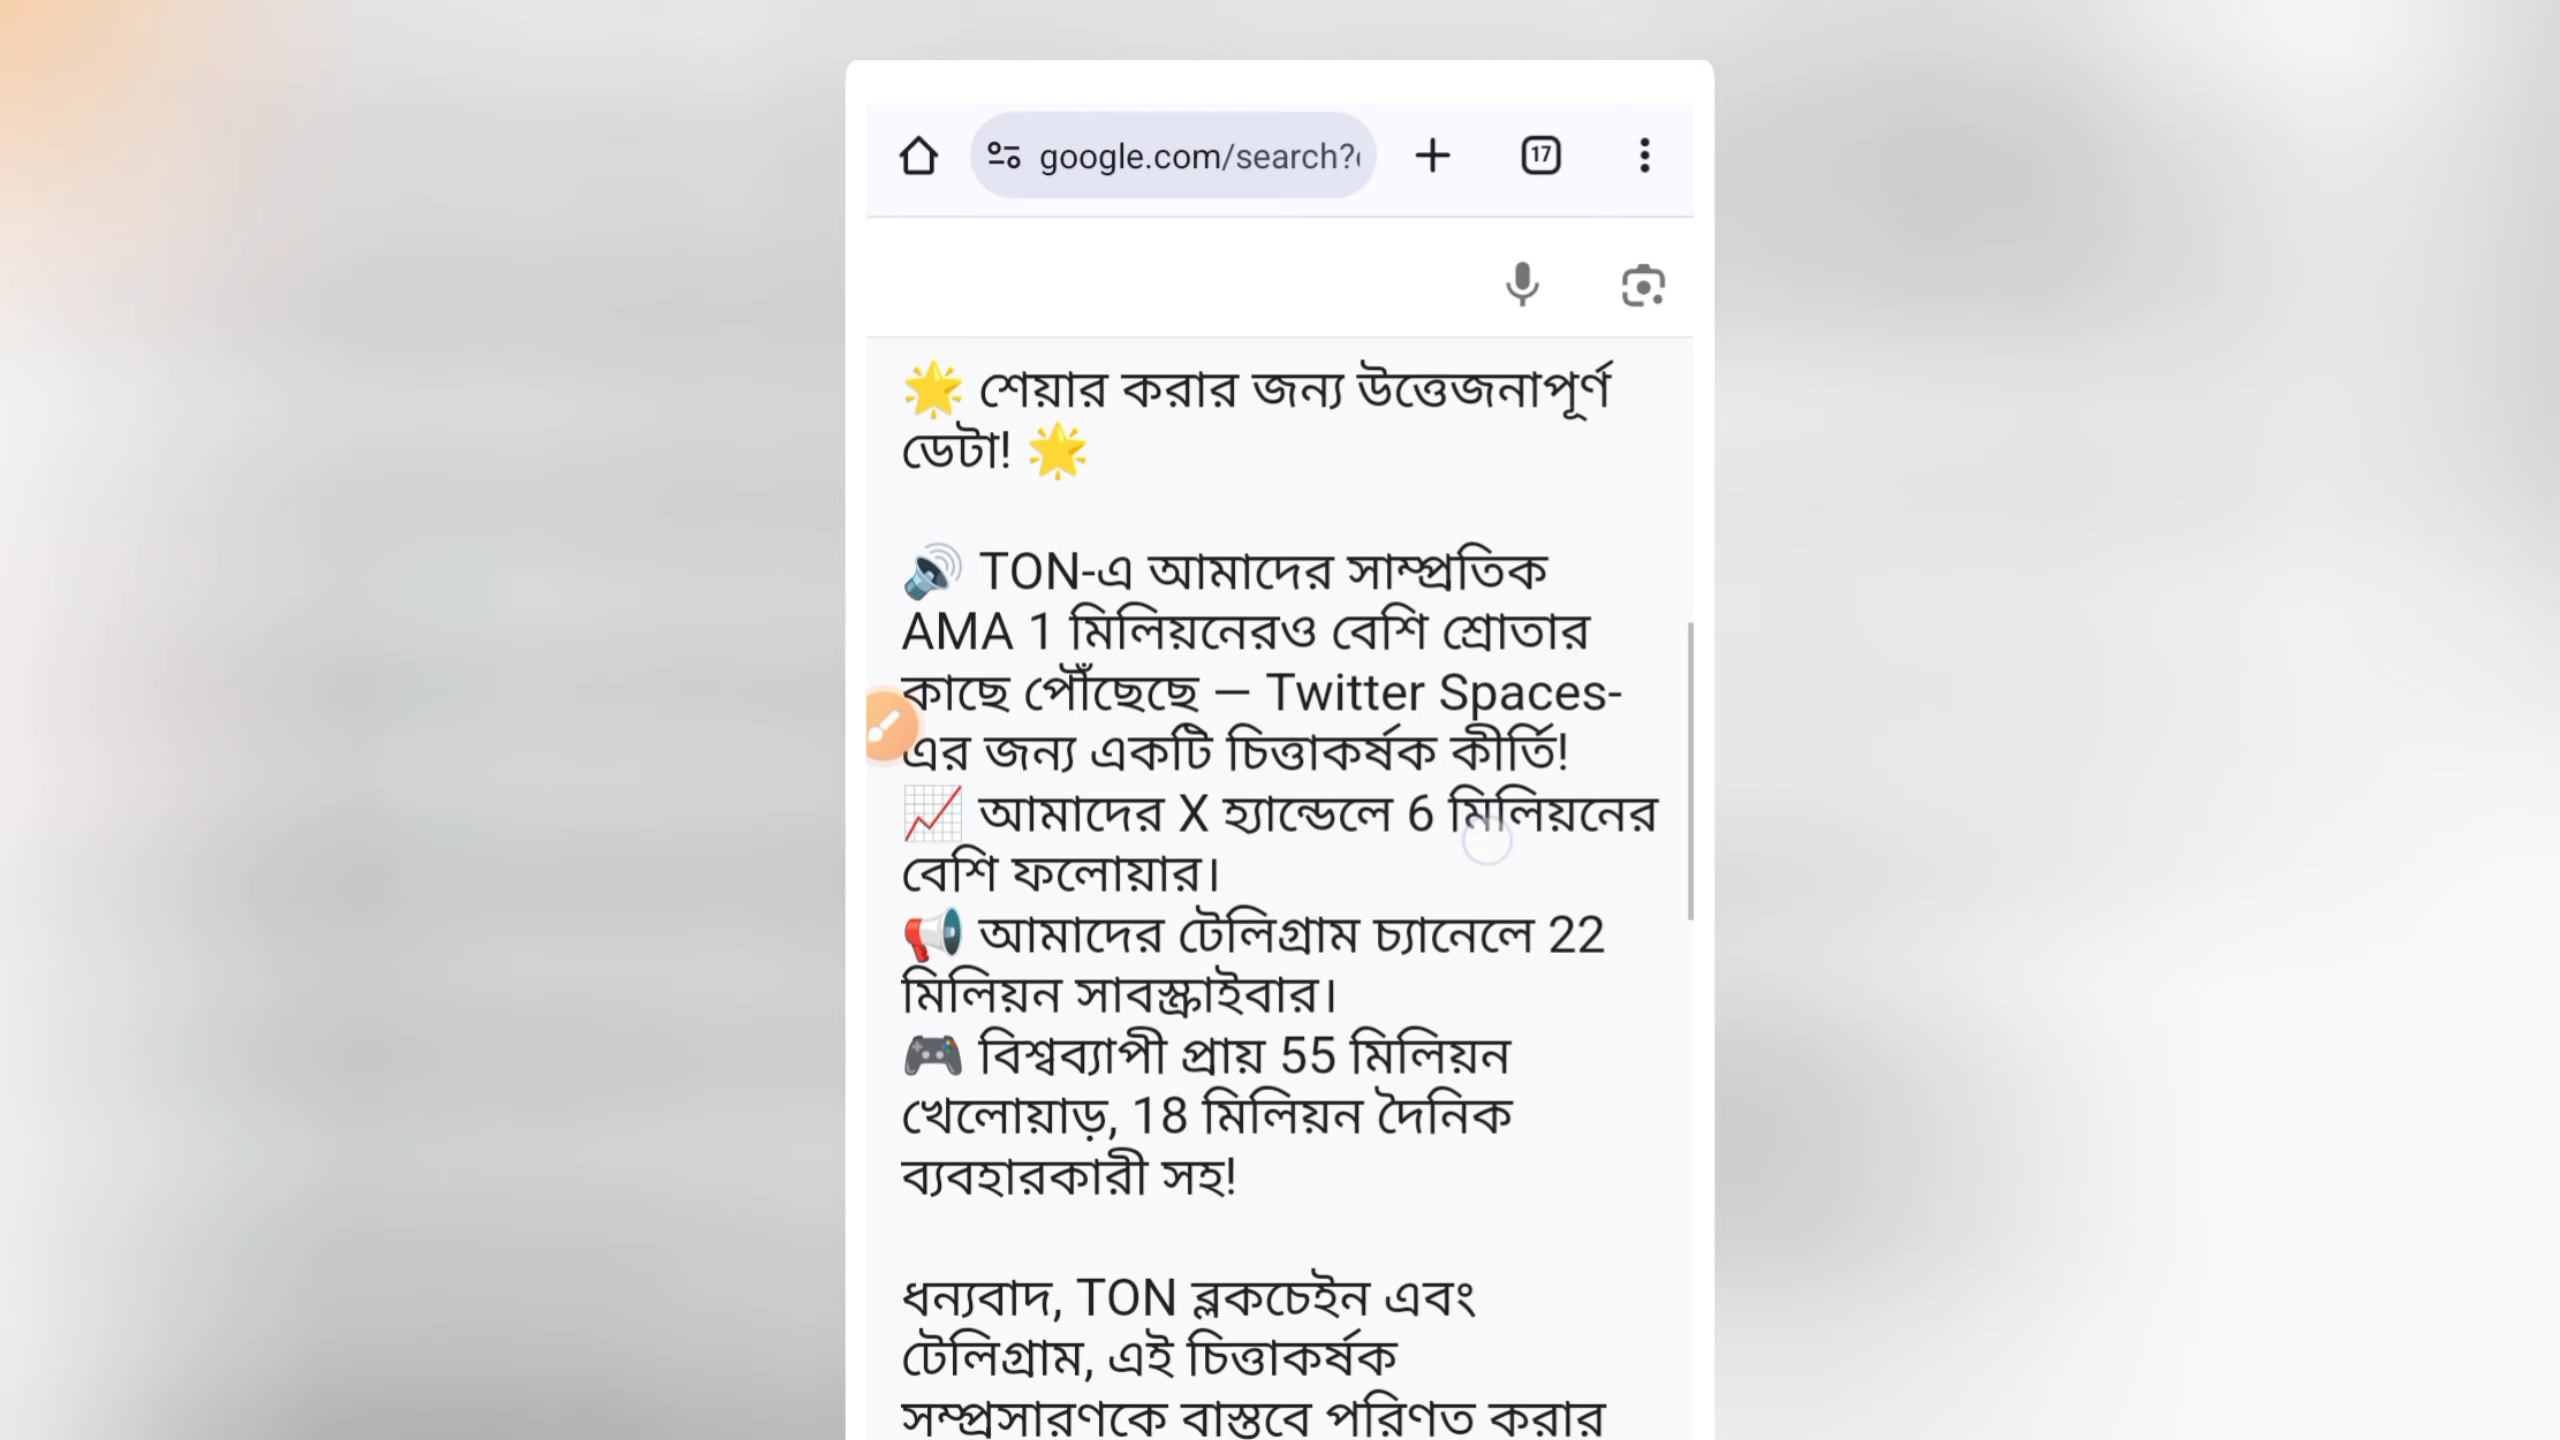 google.com/search?
17
🌟 শেয়ার করার জন্য উত্তেজনাপূর্ণ
ডেটা! 🌟
🔊 TON-এ আমাদের সাম্প্রতিক
AMA 1 মিলিয়নেরও বেশি শ্রোতার
কাছে পৌঁছেছে — Twitter Spaces-
এর জন্য একটি চিত্তাকর্ষক কীর্তি!
📈 আমাদের X হ্যান্ডেলে 6 মিলিয়নের
বেশি ফলোয়ার।
📢 আমাদের টেলিগ্রাম চ্যানেলে 22
মিলিয়ন সাবস্ক্রাইবার।
🎮 বিশ্বব্যাপী প্রায় 55 মিলিয়ন
খেলোয়াড়, 18 মিলিয়ন দৈনিক
ব্যবহারকারী সহ!
ধন্যবাদ, TON ব্লকচেইন এবং
টেলিগ্রাম, এই চিত্তাকর্ষক
সম্প্রসারণকে বাস্তবে পরিণত করার